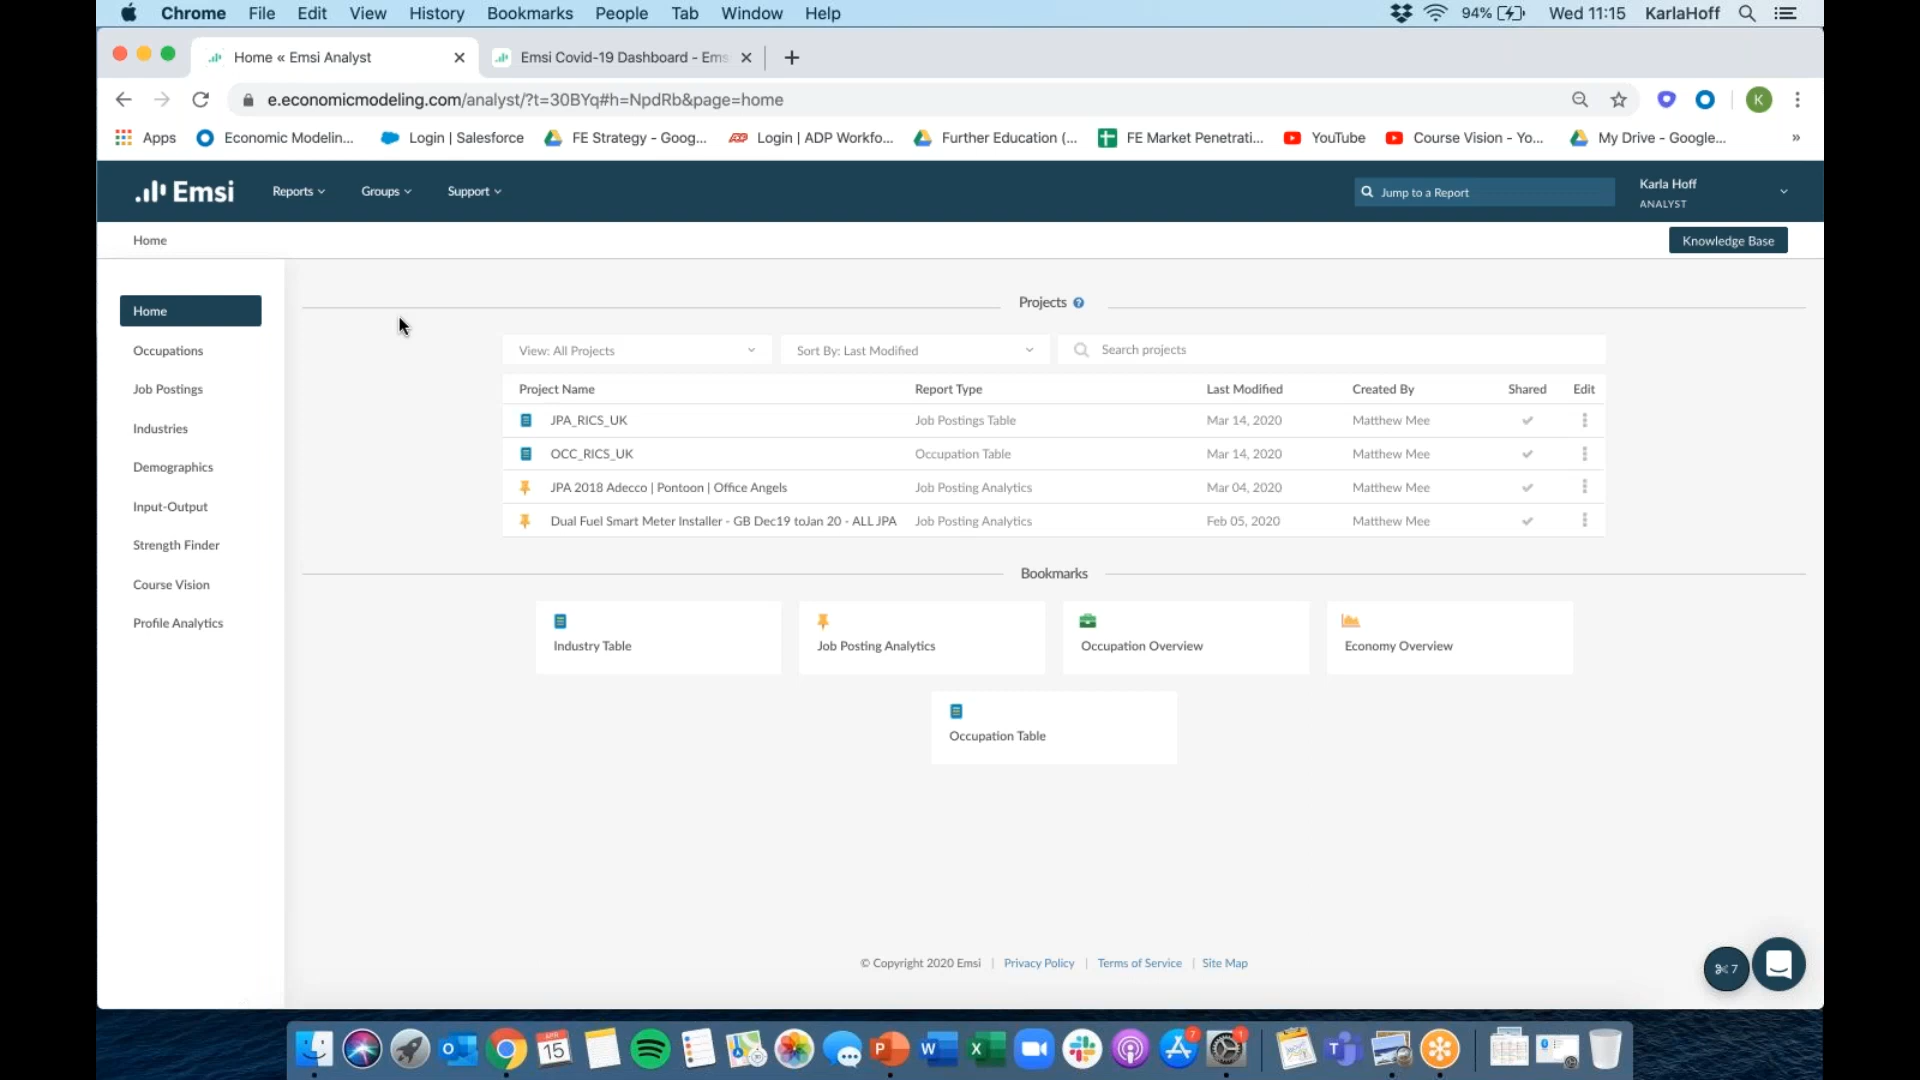 Chrome File Edit View History Bookmarks People Tab Window Help 94% Wed 11:15 KarlaHoff
Home « Emsi Analyst Emsi Covid-19 Dashboard - Ems
e.economicmodeling.com/analyst/?t=30BYq#h=NpdRb&page=home K
Apps Economic Modelin... Login | Salesforce FE Strategy - Goog... Login | ADP Workfo... Further Education (... FE Market Penetrati... YouTube Course Vision - Yo... My Drive - Google... »
Emsi Reports Groups Support Jump to a Report Karla Hoff
ANALYST
Home Knowledge Base
Home
Occupations
Job Postings
Industries
Demographics
Input-Output
Strength Finder
Course Vision
Profile Analytics
Projects ?
View: All Projects Sort By: Last Modified Search projects
Project Name Report Type Last Modified Created By Shared Edit
JPA_RICS_UK Job Postings Table Mar 14, 2020 Matthew Mee
OCC_RICS_UK Occupation Table Mar 14, 2020 Matthew Mee
JPA 2018 Adecco | Pontoon | Office Angels Job Posting Analytics Mar 04, 2020 Matthew Mee
Dual Fuel Smart Meter Installer - GB Dec19 toJan 20 - ALL JPA Job Posting Analytics Feb 05, 2020 Matthew Mee
Bookmarks
Industry Table Job Posting Analytics Occupation Overview Economy Overview
Occupation Table
© Copyright 2020 Emsi | Privacy Policy | Terms of Service | Site Map
7
APR
15 P W X 7 1